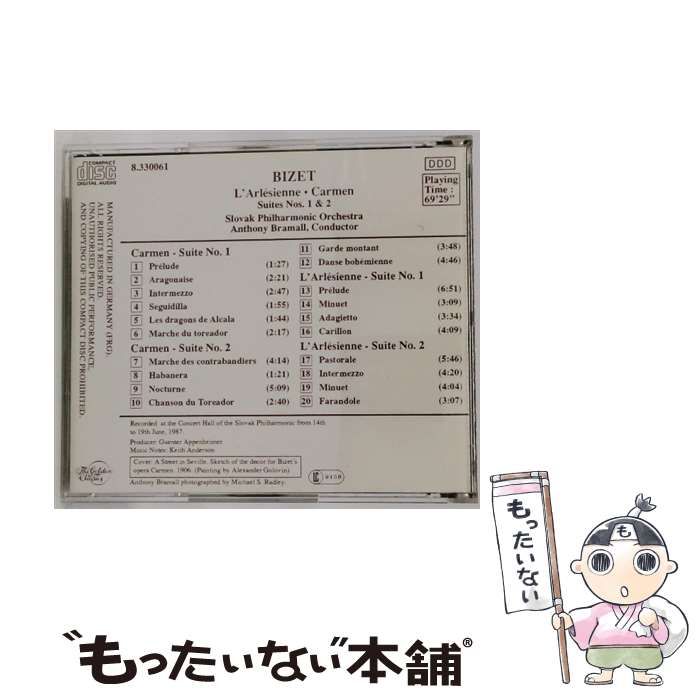 COMPACT
disc
DIGITAL AUDIO
8.330061
DDD
BIZET
L'Arlésienne • Carmen
Suites Nos. 1 & 2
Slovak Philharmonic Orchestra
Anthony Bramall, Conductor
Playing
Time :
69'29"
MANUFACTURED IN GERMANY (FRG).
ALL RIGHTS RESERVED.
UNAUTHORISED PUBLIC PERFORMANCE,
AND COPYING OF THIS COMPACT DISC PROHIBITED.
Carmen - Suite No. 1
1 Prélude (1:27)
2 Aragonaise (2:21)
3 Intermezzo (2:47)
4 Seguidilla (1:55)
5 Les dragons de Alcala (1:44)
6 Marche du toreador (2:17)
Carmen - Suite No. 2
7 Marche des contrabandiers (4:14)
8 Habanera (1:21)
9 Nocturne (5:09)
10 Chanson du Toreador (2:40)
11 Garde montant (3:48)
12 Danse bohémienne (4:46)
L'Arlésienne - Suite No. 1
13 Prélude (6:51)
14 Minuet (3:09)
15 Adagietto (3:34)
16 Carillon (4:09)
L'Arlésienne - Suite No. 2
17 Pastorale (5:46)
18 Intermezzo (4:20)
19 Minuet (4:04)
20 Farandole (3:07)
Recorded at the Concert Hall of the Slovak Philharmonic from 14th
to 19th June, 1987.
Producer: Guenter Appenheimer
Music Notes: Keith Anderson
Cover: A Street in Seville. Sketch of the decor for Bizet's
opera Carmen, 1906. (Painting by Alexander Golovin)
Anthony Bramall photographed by Michael S. Radley.
もったいない
も
"もったいない本舗®